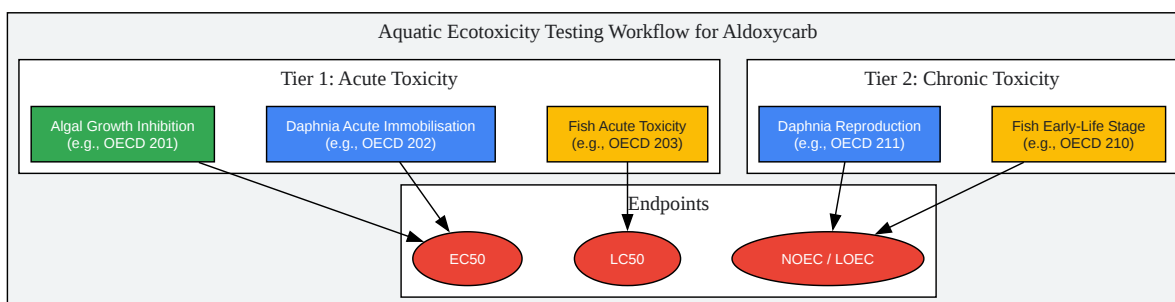 Aquatic Ecotoxicity Testing Workflow for Aldoxycarb
Tier 1: Acute Toxicity
Algal Growth Inhibition
(e.g., OECD 201)
Daphnia Acute Immobilisation
(e.g., OECD 202)
Fish Acute Toxicity
(e.g., OECD 203)
Tier 2: Chronic Toxicity
Daphnia Reproduction
(e.g., OECD 211)
Fish Early-Life Stage
(e.g., OECD 210)
Endpoints
EC50
LC50
NOEC / LOEC